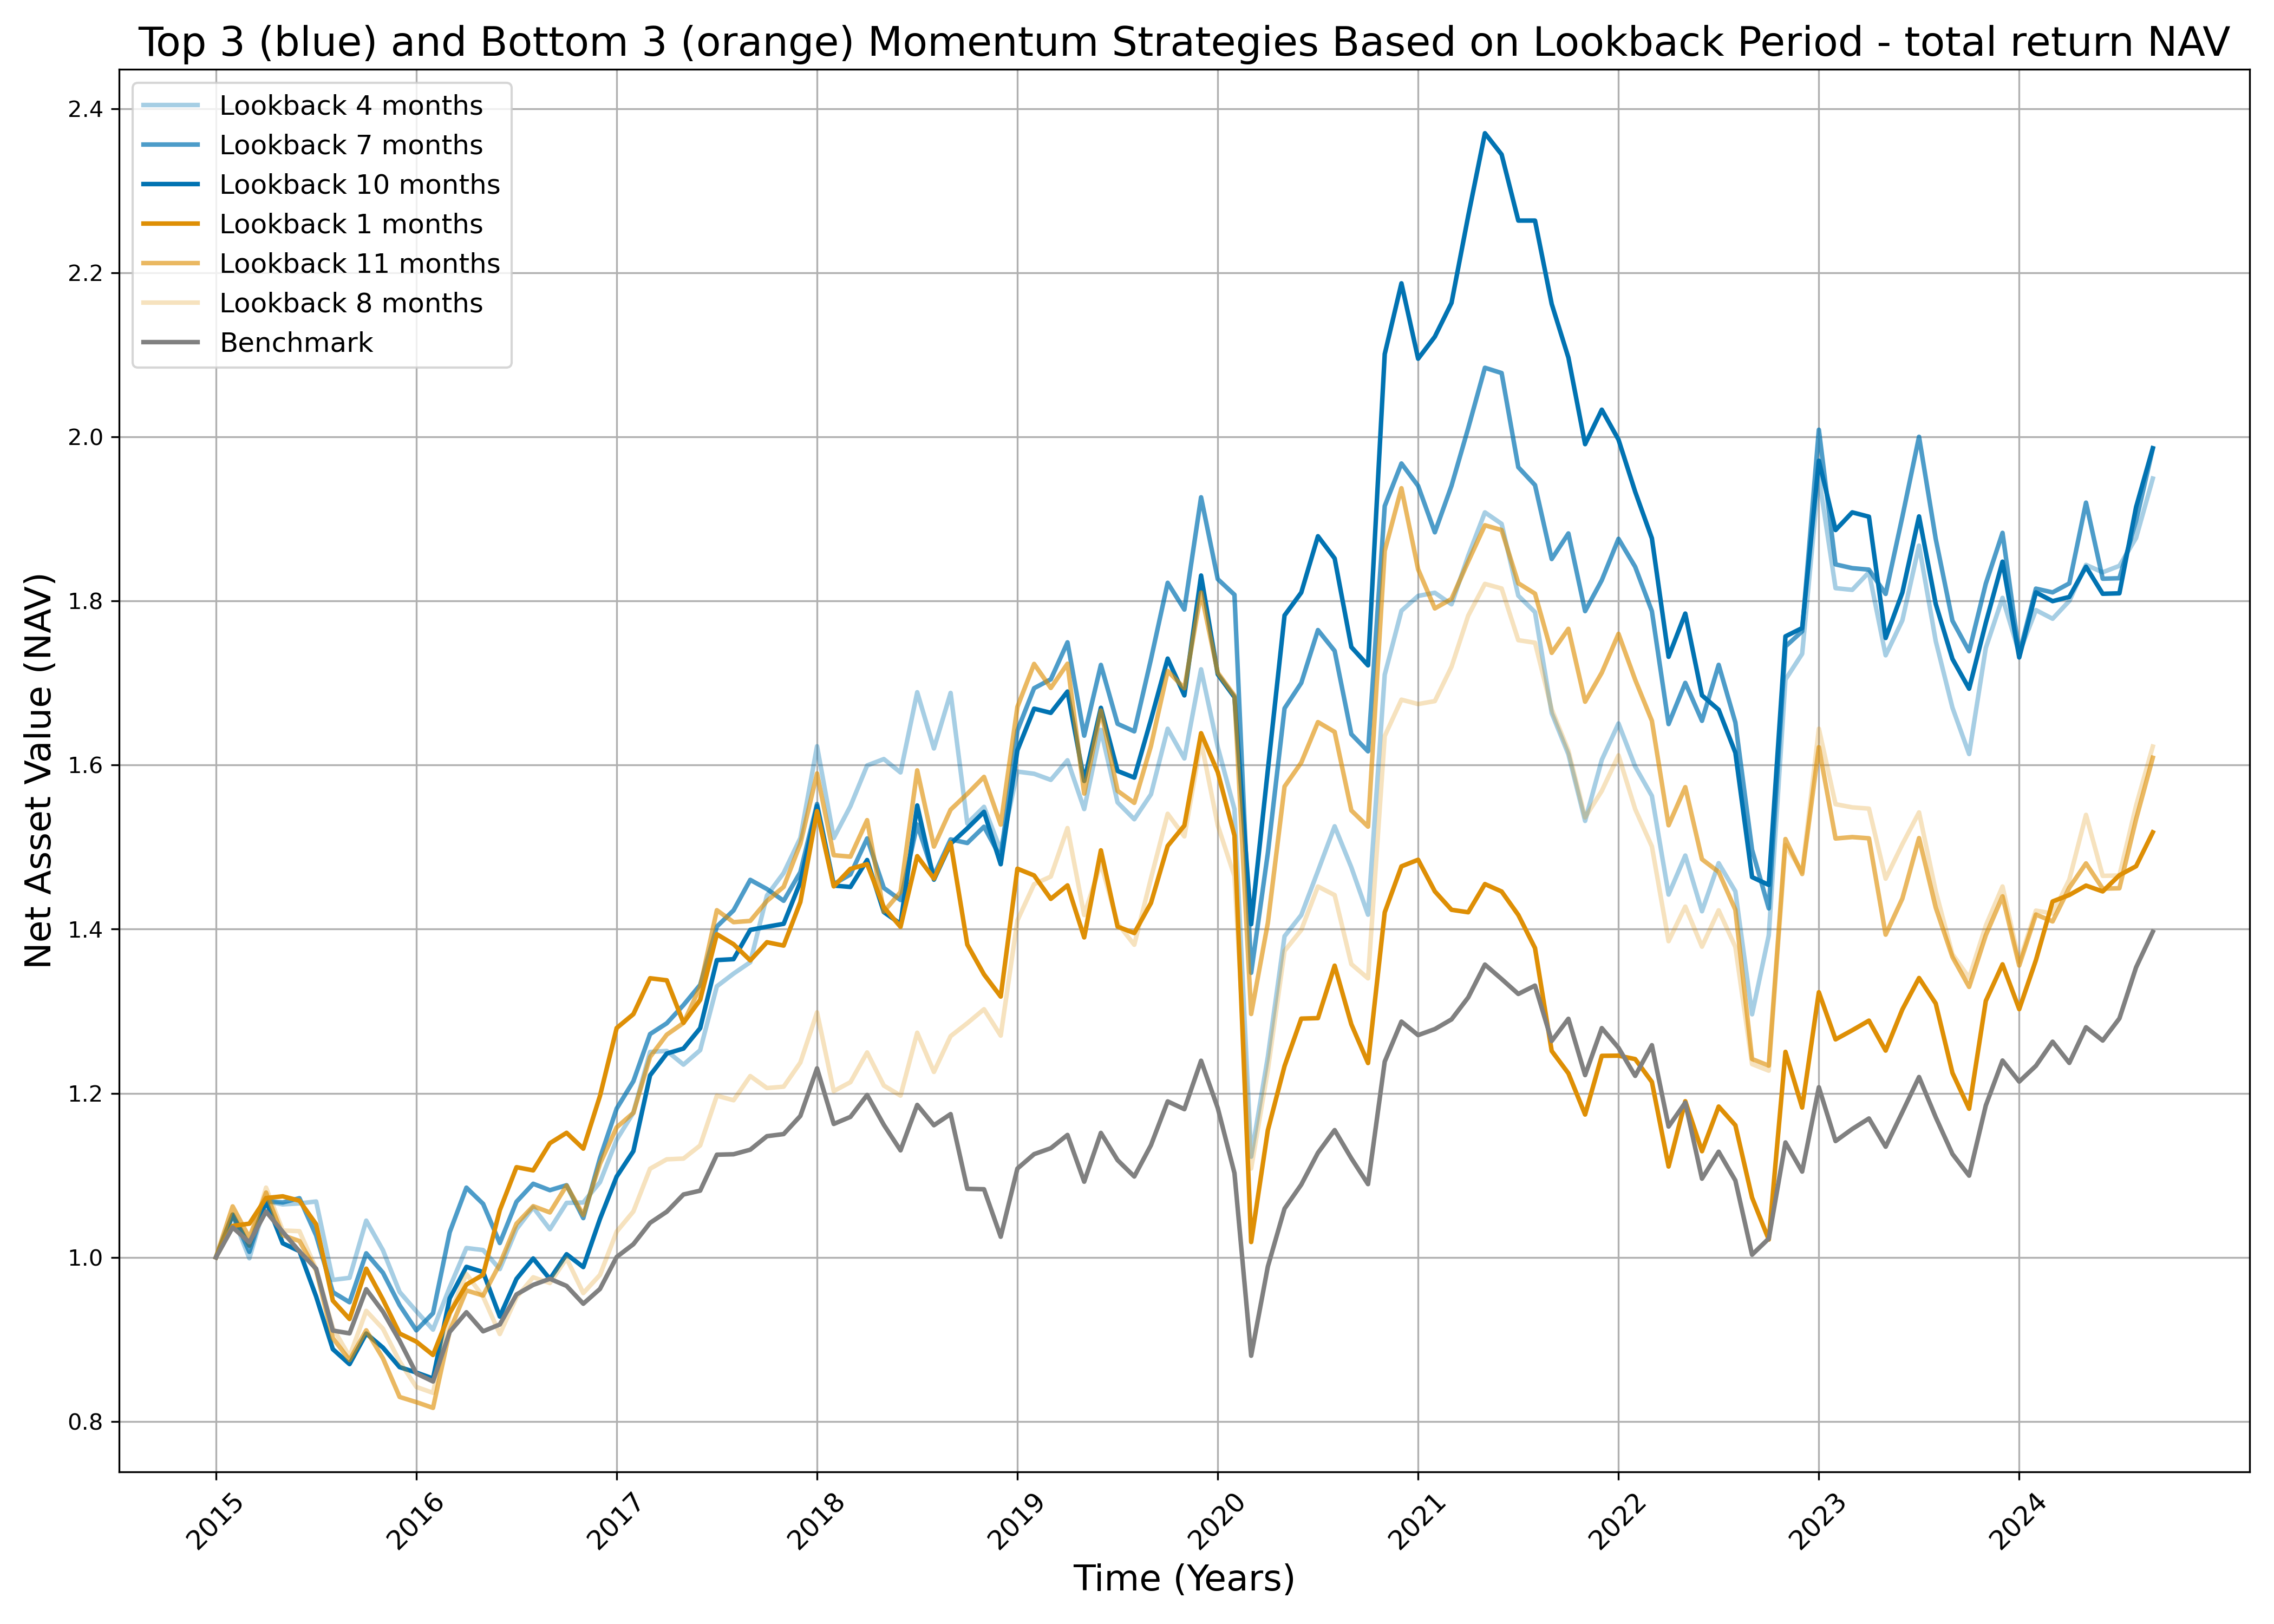 Top 3 (blue) and Bottom 3 (orange) Momentum Strategies Based on Lookback Period - total return NAV
Lookback 4 months
Lookback 7 months
Lookback 10 months
Lookback 1 months
Lookback 11 months
Lookback 8 months
Benchmark
Net Asset Value (NAV)
2.4
2.2
2.0
1.8
1.6
1.4
1.2
1.0
0.8
2015
2016
2017
2018
2019
2020
2021
2022
2023
2024
Time (Years)